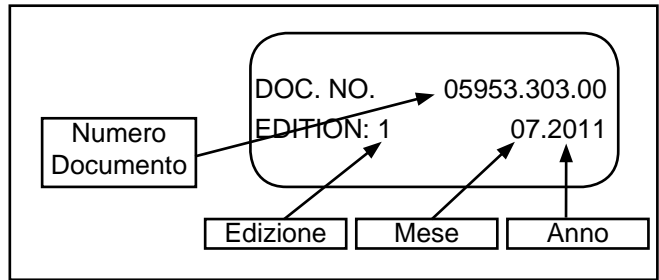 DOC. NO. 05953.303.00
EDITION: 1 07.2011
Numero
Documento
Edizione
Mese
Anno